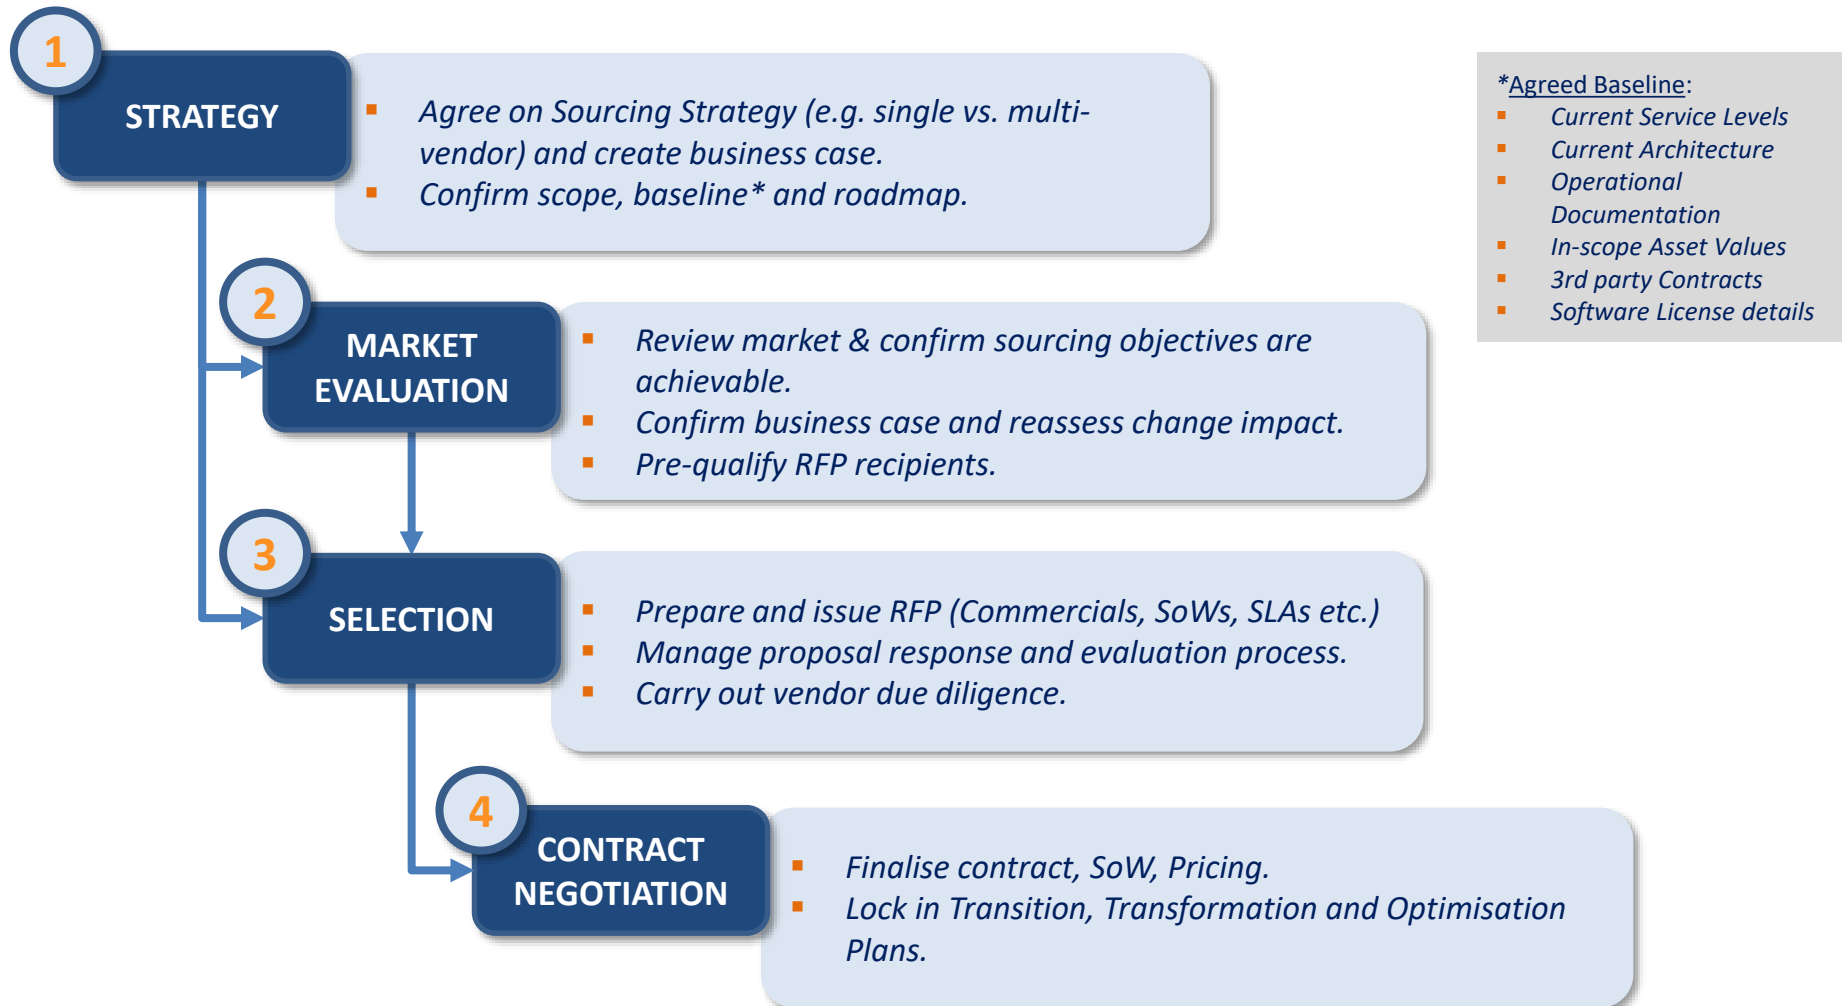 1
STRATEGY
▪ Agree on Sourcing Strategy (e.g. single vs. multi-
vendor) and create business case.
▪ Confirm scope, baseline* and roadmap.
*Agreed Baseline:
▪ Current Service Levels
▪ Current Architecture
▪ Operational
Documentation
▪ In-scope Asset Values
▪ 3rd party Contracts
▪ Software License details
2
MARKET
EVALUATION
▪ Review market & confirm sourcing objectives are
achievable.
▪ Confirm business case and reassess change impact.
▪ Pre-qualify RFP recipients.
3
SELECTION
▪ Prepare and issue RFP (Commercials, SoWs, SLAs etc.)
▪ Manage proposal response and evaluation process.
▪ Carry out vendor due diligence.
4
CONTRACT
NEGOTIATION
▪ Finalise contract, SoW, Pricing.
▪ Lock in Transition, Transformation and Optimisation
Plans.